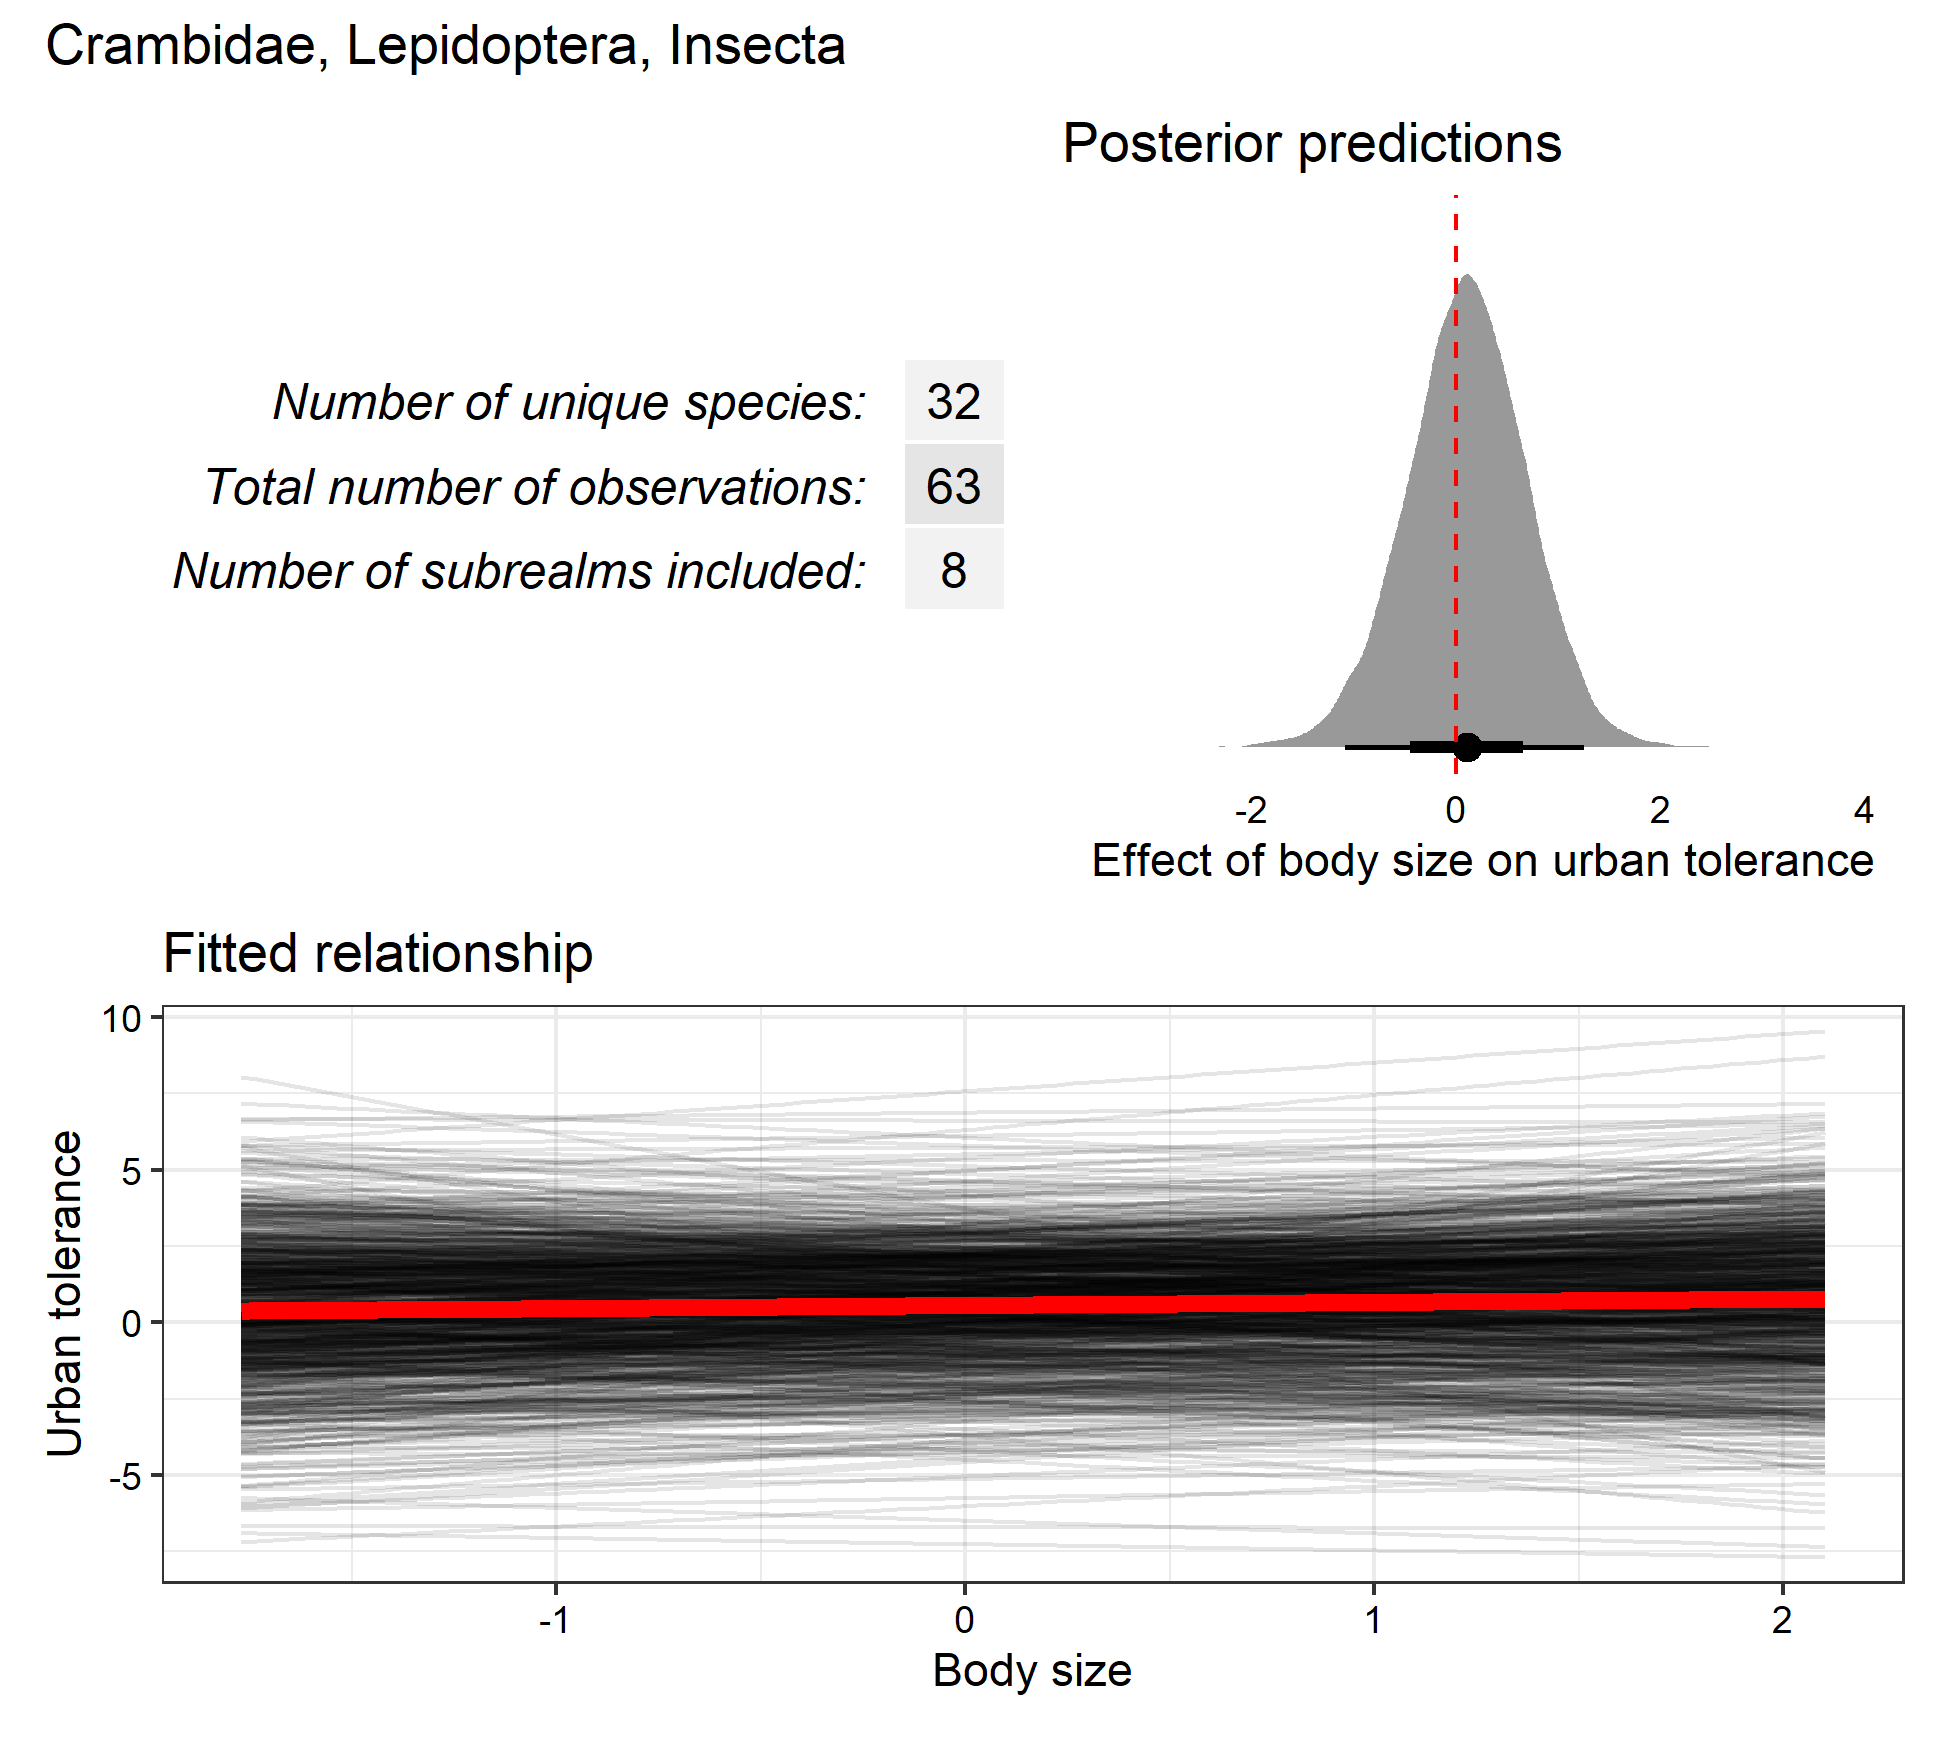 Crambidae, Lepidoptera, Insecta
Posterior predictions
Number of unique species: 32
Total number of observations: 63
Number of subrealms included: 8
-2 0 2 4
Effect of body size on urban tolerance
Fitted relationship
10
5
0
-5
Urban tolerance
-1 0 1 2
Body size